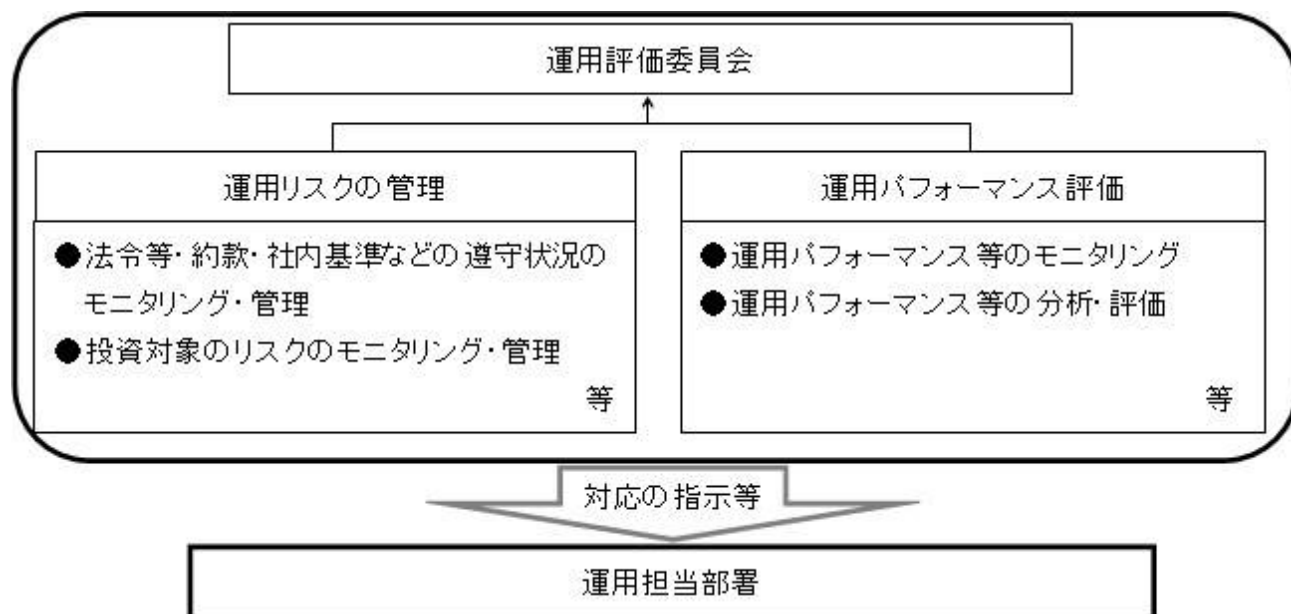 運用評価委員会
運用リスクの管理
●法令等・約款・社内基準などの遵守状況の
モニタリング・管理
●投資対象のリスクのモニタリング・管理
等
運用パフォーマンス評価
●運用パフォーマンス等のモニタリング
●運用パフォーマンス等の分析・評価
等
対応の指示等
運用担当部署